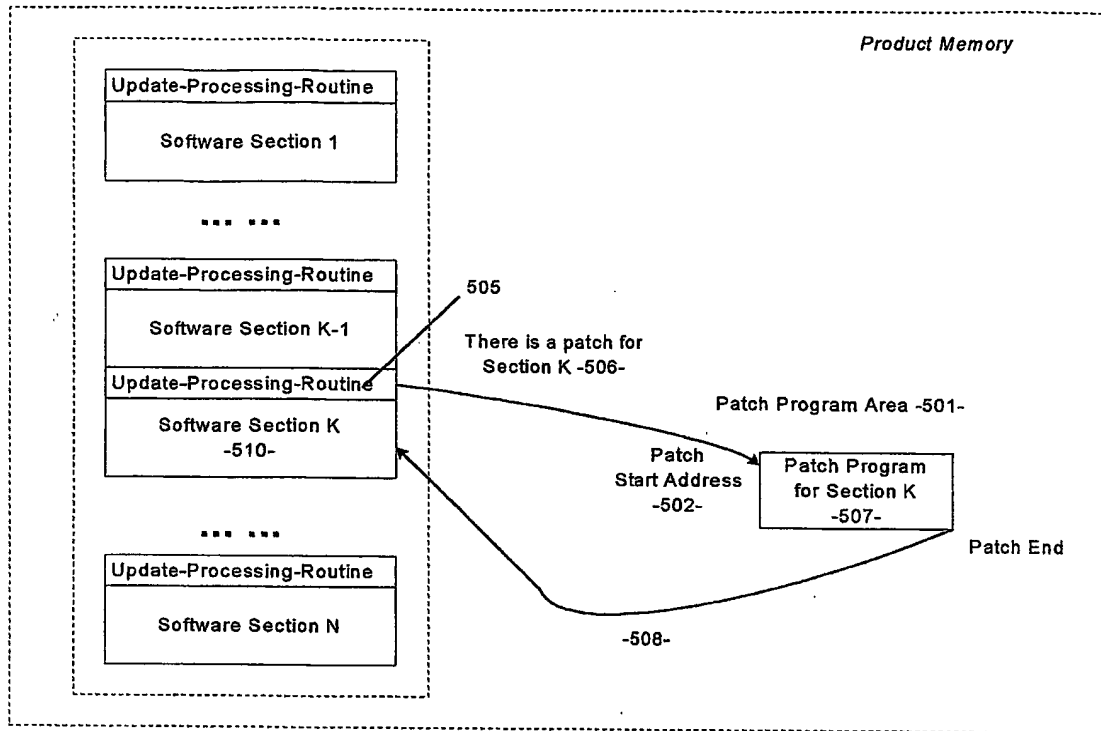 Product Memory
Update-Processing-Routine
Software Section 1
... ...
Update-Processing-Routine
Software Section K-1
505
There is a patch for
Section K -506-
Update-Processing-Routine
Software Section K
-510-
Patch Program Area -501-
Patch
Start Address
-502-
Patch Program
for Section K
-507-
Patch End
... ...
Update-Processing-Routine
Software Section N
-508-